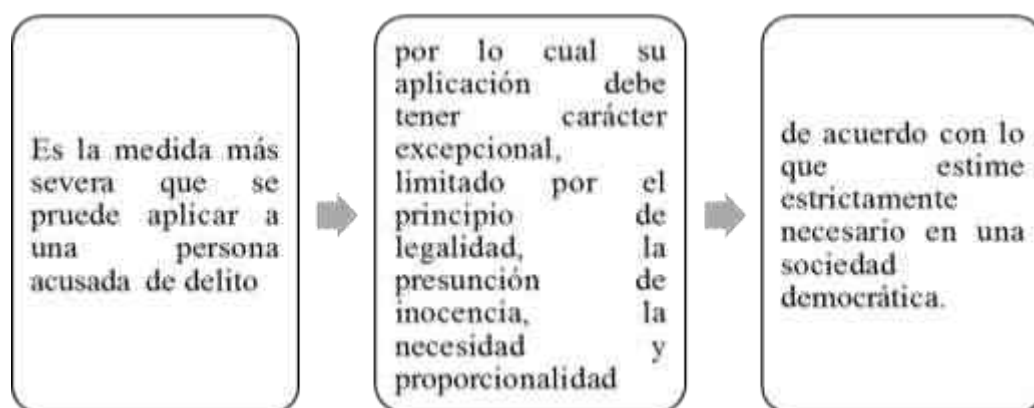 Es la medida más
severa que se
pruede aplicar a
una persona
acusada de delito
por lo cual su
aplicación debe
tener carácter
excepcional,
limitado por el
principio de
legalidad, la
presunción de
inocencia, la
necesidad y
proporcionalidad
de acuerdo con lo
que estime
estrictamente
necesario en una
sociedad
democrática.